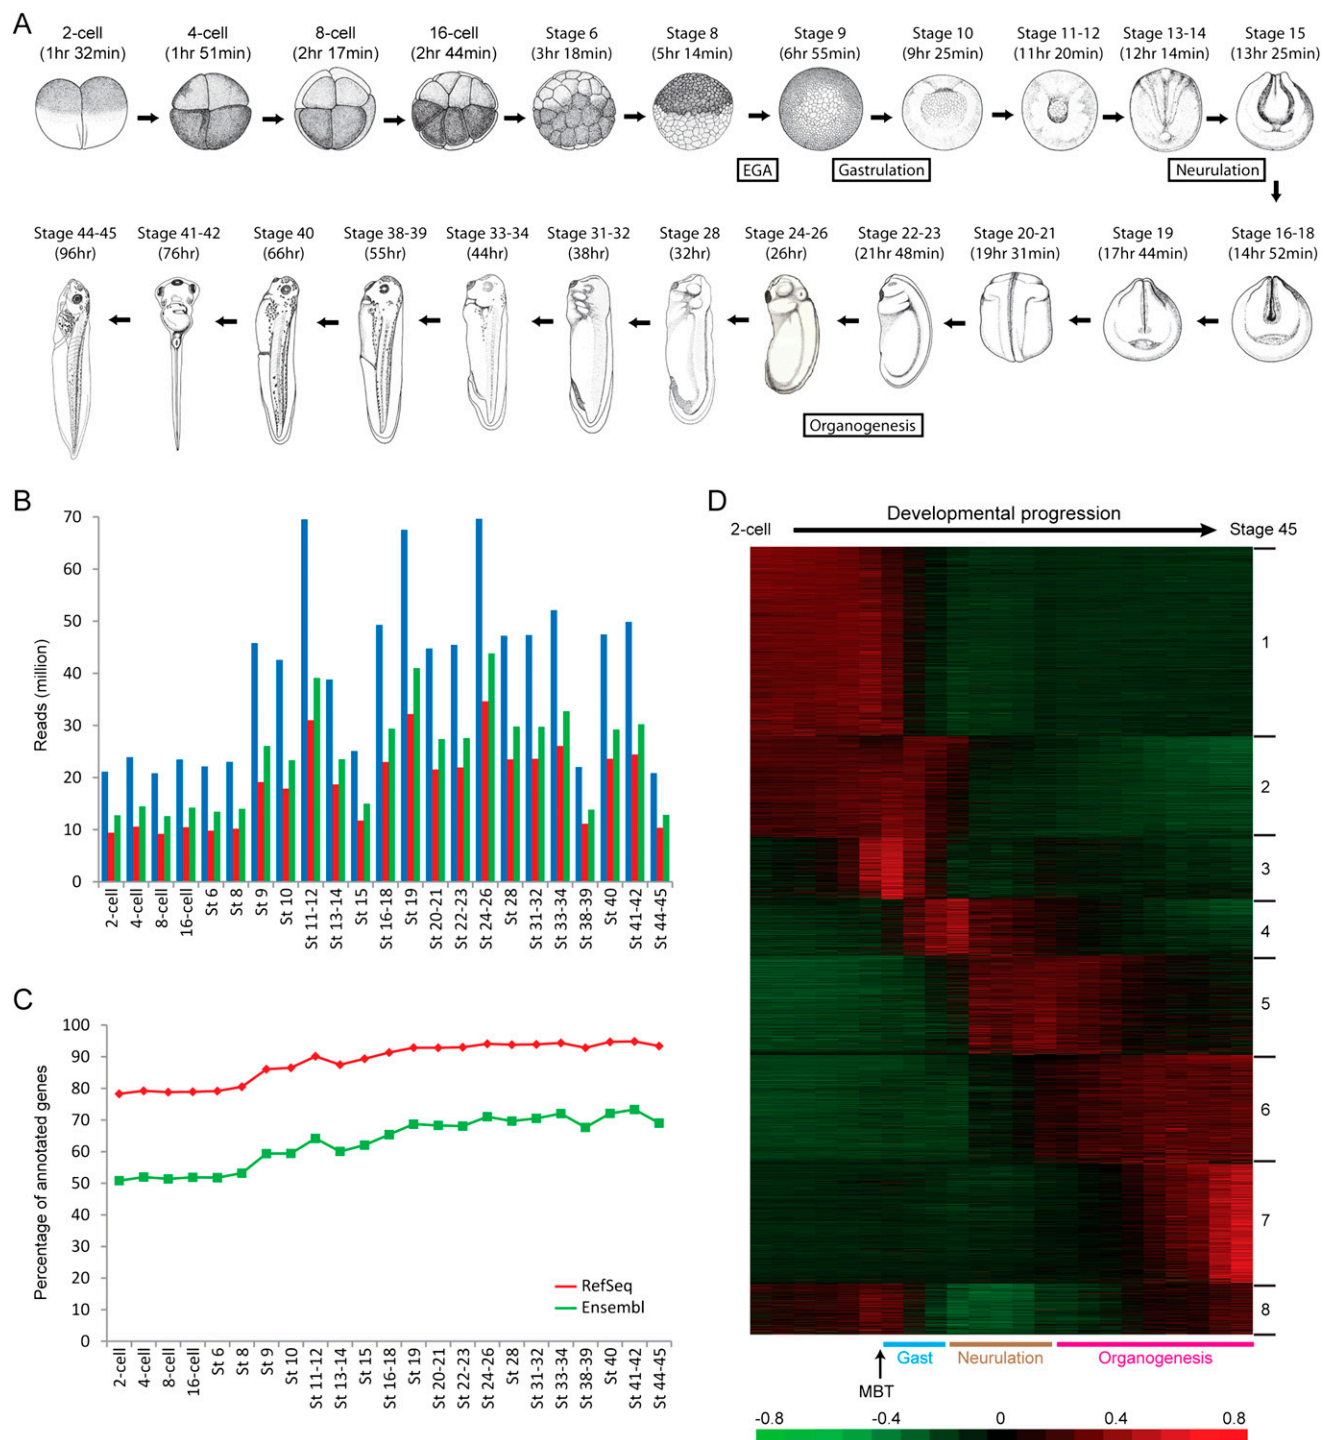 A
2-cell
(1hr 32min)
4-cell
(1hr 51min)
8-cell
(2hr 17min)
16-cell
(2hr 44min)
Stage 6
(3hr 18min)
Stage 8
(5hr 14min)
Stage 9
(6hr 55min)
Stage 10
(9hr 25min)
Stage 11-12
(11hr 20min)
Stage 13-14
(12hr 14min)
Stage 15
(13hr 25min)
EGA
Gastrulation
Neurulation
Stage 44-45
(96hr)
Stage 41-42
(76hr)
Stage 40
(66hr)
Stage 38-39
(55hr)
Stage 33-34
(44hr)
Stage 31-32
(38hr)
Stage 28
(32hr)
Stage 24-26
(26hr)
Stage 22-23
(21hr 48min)
Stage 20-21
(19hr 31min)
Stage 19
(17hr 44min)
Stage 16-18
(14hr 52min)
Organogenesis
B
Reads (million)
70
60
50
40
30
20
10
0
2-cell
4-cell
8-cell
16-cell
St 6
St 8
St 9
St 10
St 11-12
St 13-14
St 15
St 16-18
St 19
St 20-21
St 22-23
St 24-26
St 28
St 31-32
St 33-34
St 38-39
St 40
St 41-42
St 44-45
C
Percentage of annotated genes
100
90
80
70
60
50
40
30
20
10
0
RefSeq
Ensembl
2-cell
4-cell
8-cell
16-cell
St 6
St 8
St 9
St 10
St 11-12
St 13-14
St 15
St 16-18
St 19
St 20-21
St 22-23
St 24-26
St 28
St 31-32
St 33-34
St 38-39
St 40
St 41-42
St 44-45
D
Developmental progression
2-cell
Stage 45
1
2
3
4
5
6
7
8
Gast
Neurulation
Organogenesis
MBT
-0.8
-0.4
0
0.4
0.8